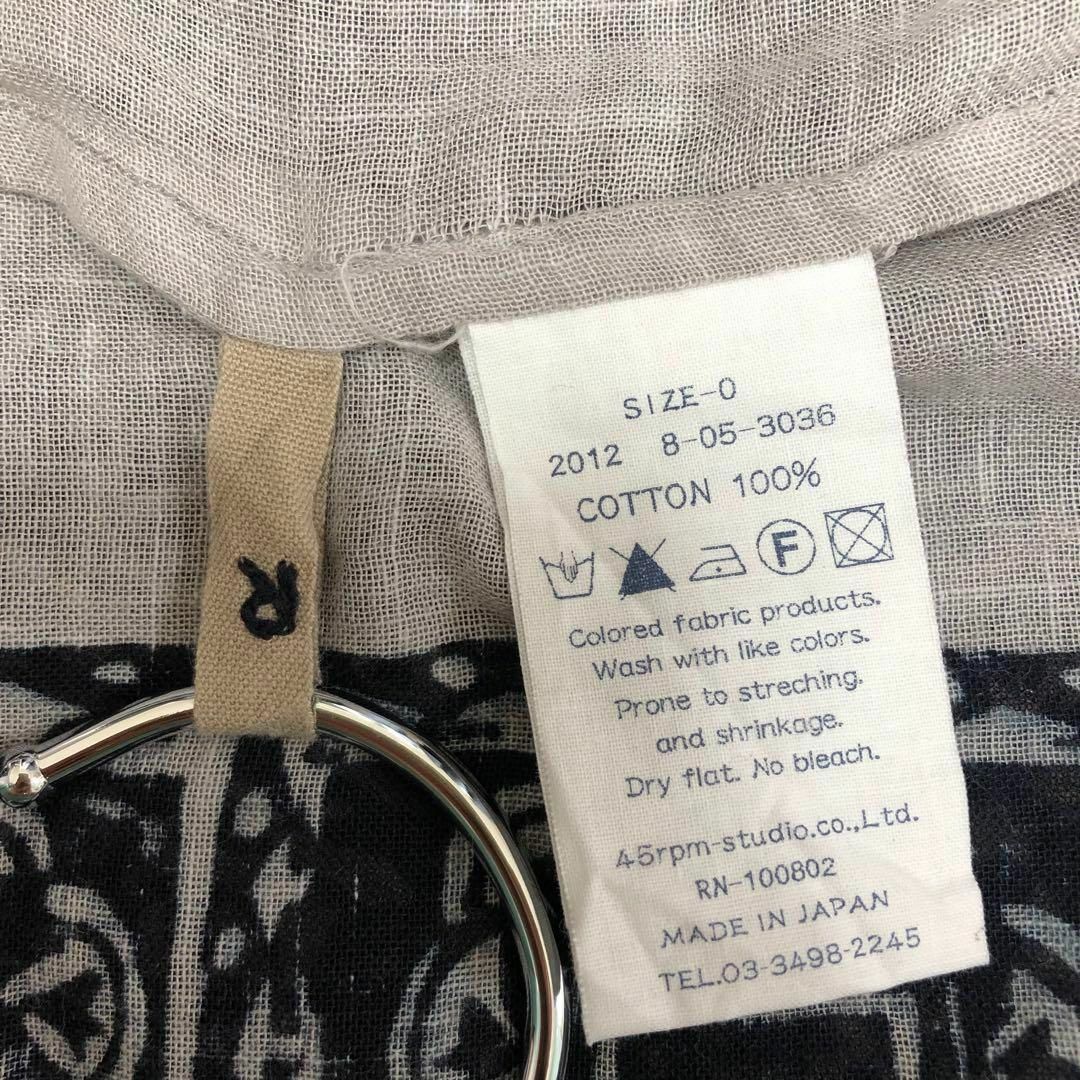 SIZE-0
2012 8-05-3036
COTTON 100%
F
Colored fabric products.
Wash with like colors.
Prone to streching.
and shrinkage.
Dry flat. No bleach.
45rpm-studio.co.,Ltd.
RN-100802
MADE IN JAPAN
TEL.03-3498-2245
R